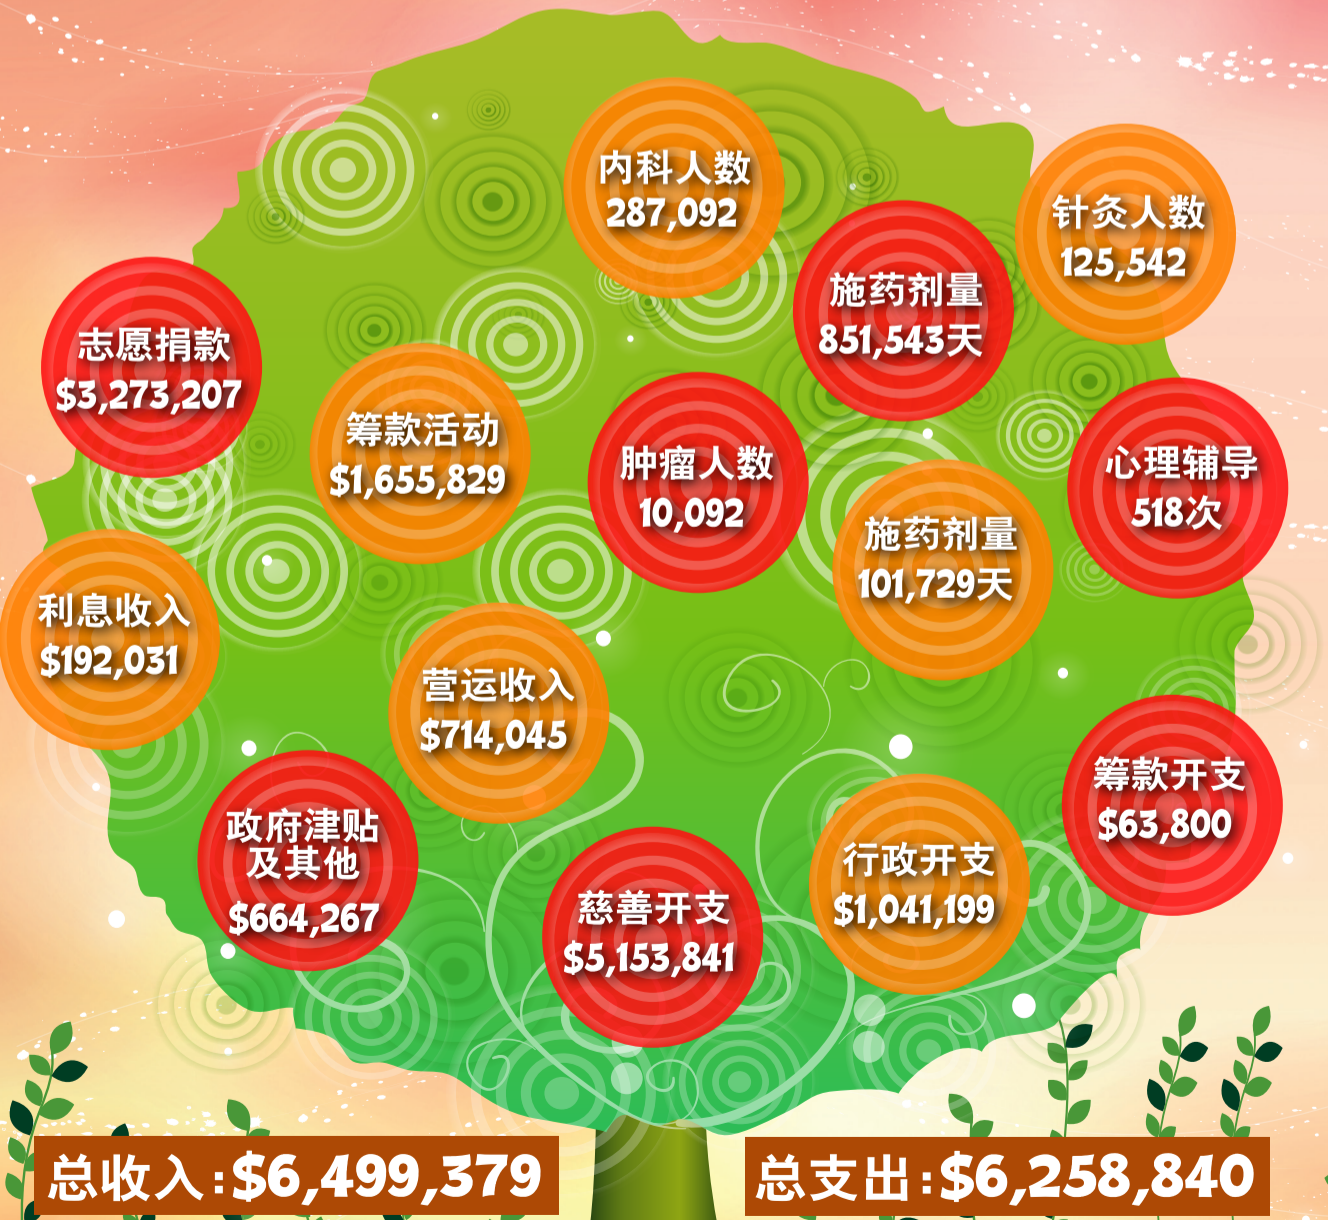 内科人数
287,092
针灸人数
125,542
施药剂量
851,543天
志愿捐款
$3,273,207
筹款活动
$1,655,829
肿瘤人数
10,092
心理辅导
518次
施药剂量
101,729天
利息收入
$192,031
营运收入
$714,045
筹款开支
$63,800
政府津贴
及其他
$664,267
行政开支
$1,041,199
慈善开支
$5,153,841
总收入:$6,499,379
总支出:$6,258,840